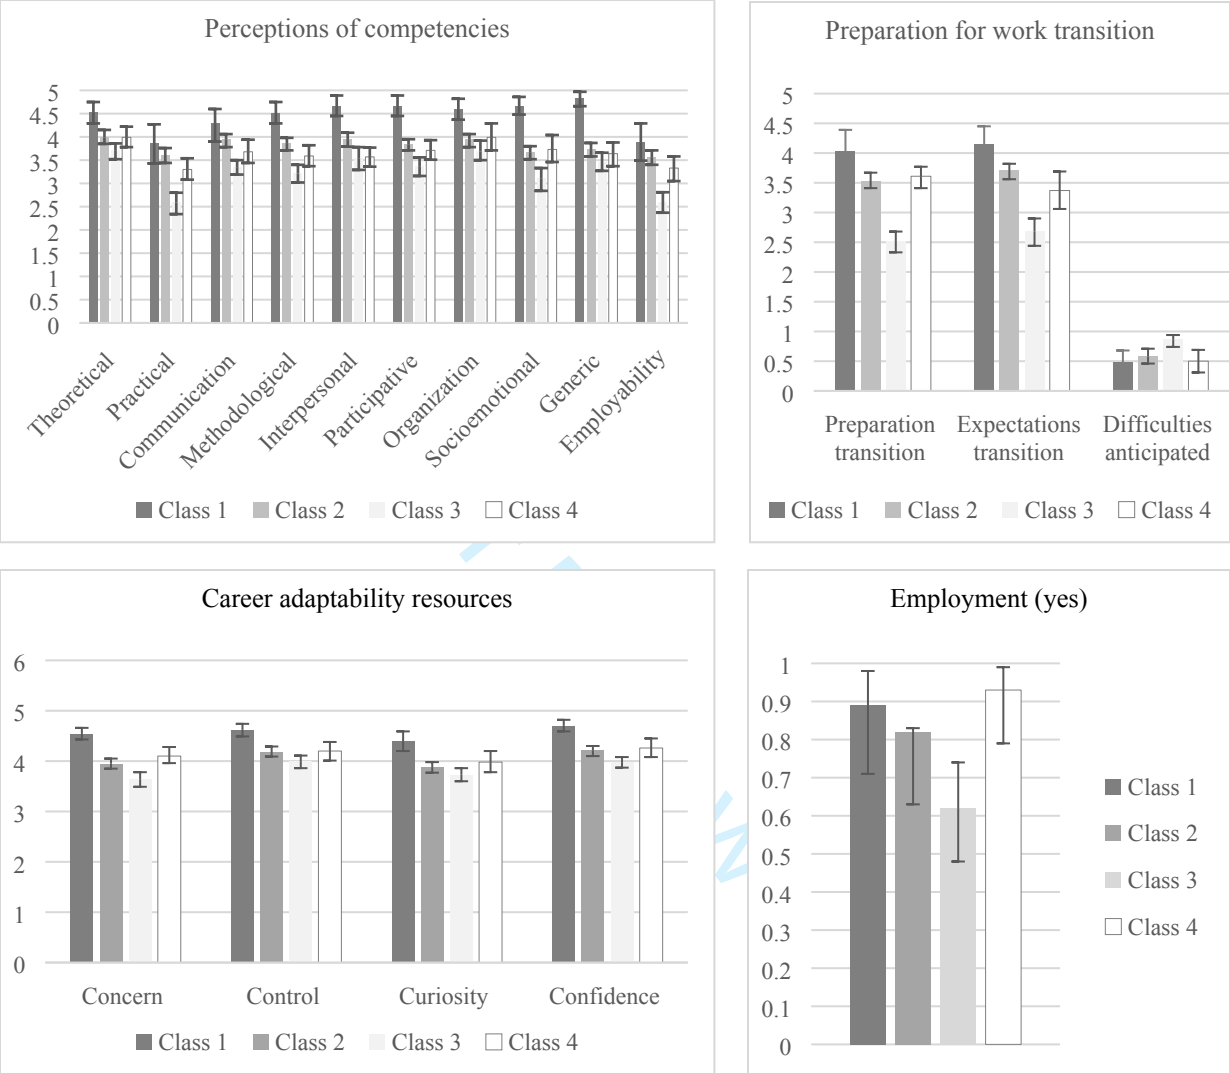 Perceptions of competencies
5
4.5
4
3.5
3
2.5
2
1.5
1
0.5
0
Theoretical
Practical
Communication
Methodological
Interpersonal
Participative
Organization
Socioemotional
Generic
Employability
Class 1 Class 2 Class 3 Class 4
Preparation for work transition
5
4.5
4
3.5
3
2.5
2
1.5
1
0.5
0
Preparation Expectations Difficulties
transition transition anticipated
Class 1 Class 2 Class 3 Class 4
Career adaptability resources
6
5
4
3
2
1
0
Concern Control Curiosity Confidence
Class 1 Class 2 Class 3 Class 4
Employment (yes)
1
0.9
0.8
0.7
0.6
0.5
0.4
0.3
0.2
0.1
0
Class 1
Class 2
Class 3
Class 4